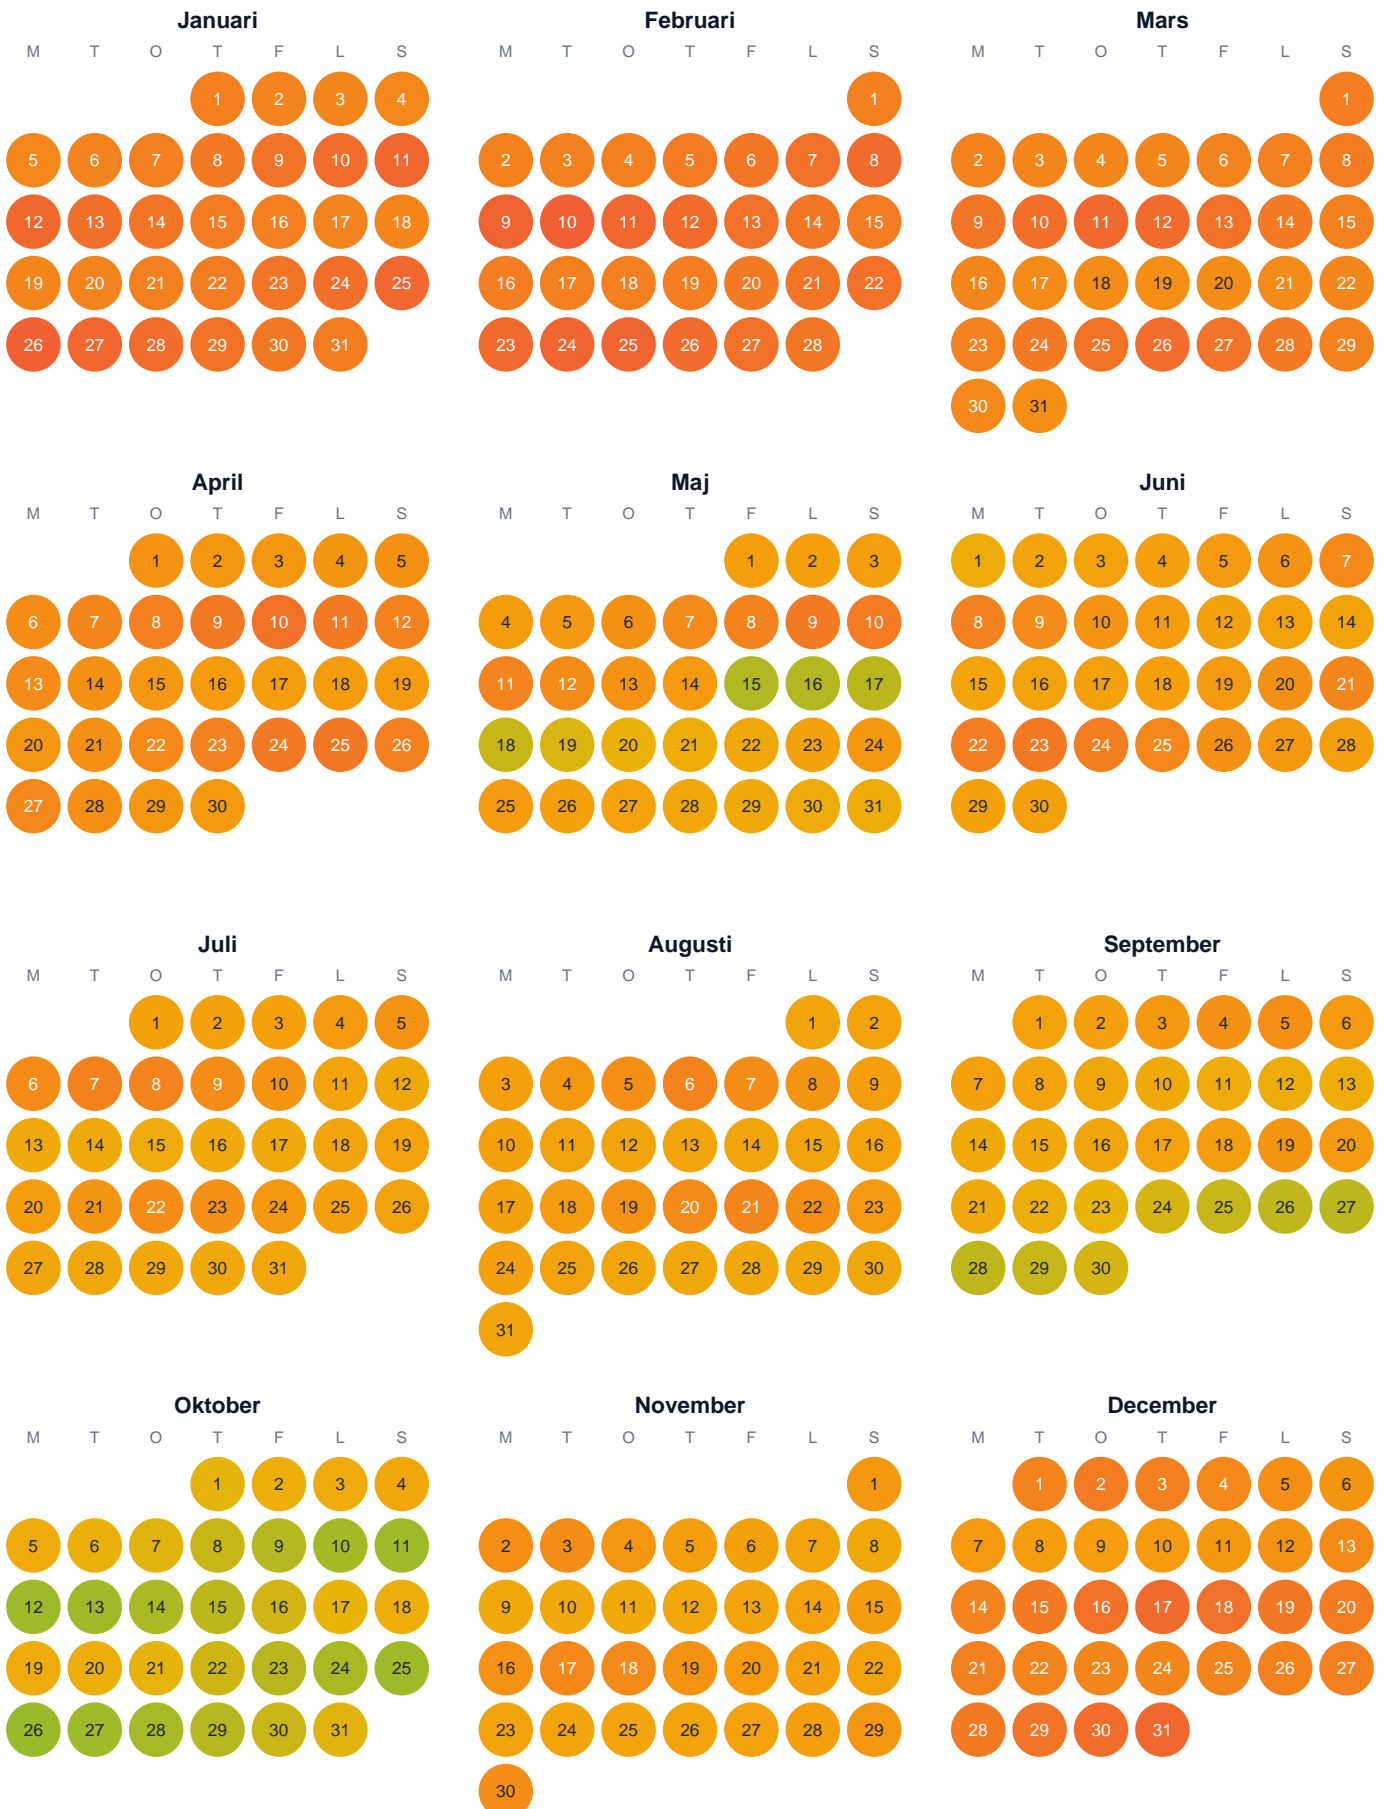 Januari Februari Mars
M T O T F L S M T O T F L S M T O T F L S
1 2 3 4 1 1
5 6 7 8 9 10 11 2 3 4 5 6 7 8 2 3 4 5 6 7 8
12 13 14 15 16 17 18 9 10 11 12 13 14 15 9 10 11 12 13 14 15
19 20 21 22 23 24 25 16 17 18 19 20 21 22 16 17 18 19 20 21 22
26 27 28 29 30 31 23 24 25 26 27 28 23 24 25 26 27 28 29
30 31
April Maj Juni
M T O T F L S M T O T F L S M T O T F L S
1 2 3 4 5 1 2 3 1 2 3 4 5 6 7
6 7 8 9 10 11 12 4 5 6 7 8 9 10 8 9 10 11 12 13 14
13 14 15 16 17 18 19 11 12 13 14 15 16 17 15 16 17 18 19 20 21
20 21 22 23 24 25 26 18 19 20 21 22 23 24 22 23 24 25 26 27 28
27 28 29 30 25 26 27 28 29 30 31 29 30
Juli Augusti September
M T O T F L S M T O T F L S M T O T F L S
1 2 3 4 5 1 2 1 2 3 4 5 6
6 7 8 9 10 11 12 3 4 5 6 7 8 9 7 8 9 10 11 12 13
13 14 15 16 17 18 19 10 11 12 13 14 15 16 14 15 16 17 18 19 20
20 21 22 23 24 25 26 17 18 19 20 21 22 23 21 22 23 24 25 26 27
27 28 29 30 31 24 25 26 27 28 29 30 28 29 30
31
Oktober November December
M T O T F L S M T O T F L S M T O T F L S
1 2 3 4 1 1 2 3 4 5 6
5 6 7 8 9 10 11 2 3 4 5 6 7 8 7 8 9 10 11 12 13
12 13 14 15 16 17 18 9 10 11 12 13 14 15 14 15 16 17 18 19 20
19 20 21 22 23 24 25 16 17 18 19 20 21 22 21 22 23 24 25 26 27
26 27 28 29 30 31 23 24 25 26 27 28 29 28 29 30 31
30